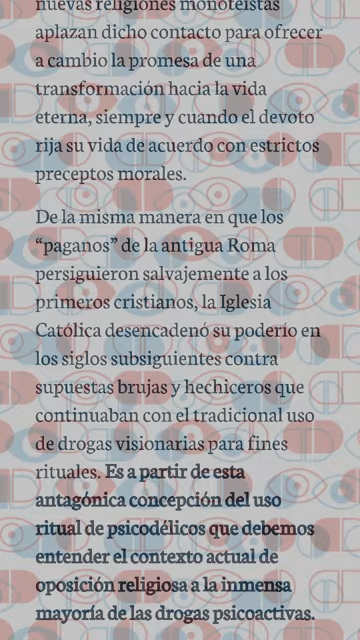 nuevas religiones monoteístas
aplazan dicho contacto para ofrecer
a cambio la promesa de una
transformación hacia la vida
eterna, siempre y cuando el devoto
rija su vida de acuerdo con estrictos
preceptos morales.
De la misma manera en que los
“paganos” de la antigua Roma
persiguieron salvajemente a los
primeros cristianos, la Iglesia
Católica desencadenó su poderío en
los siglos subsiguientes contra
supuestas brujas y hechiceros que
continuaban con el tradicional uso
de drogas visionarias para fines
rituales. Es a partir de esta
antagónica concepción del uso
ritual de psicodélicos que debemos
entender el contexto actual de
oposición religiosa a la inmensa
mayoría de las drogas psicoactivas.